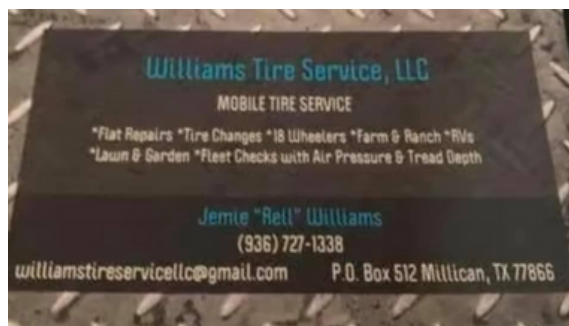 Williams Tire Service, LLC
MOBILE TIRE SERVICE
*Flat Repairs *Tire Changes *18 Wheelers *Farm & Ranch *RVs
*Lawn & Garden *Fleet Checks with Air Pressure & Tread Depth
Jemie "Rell" Williams
(936) 727-1338
williamstireservicellc@gmail.com P.O. Box 512 Millican, TX 77866